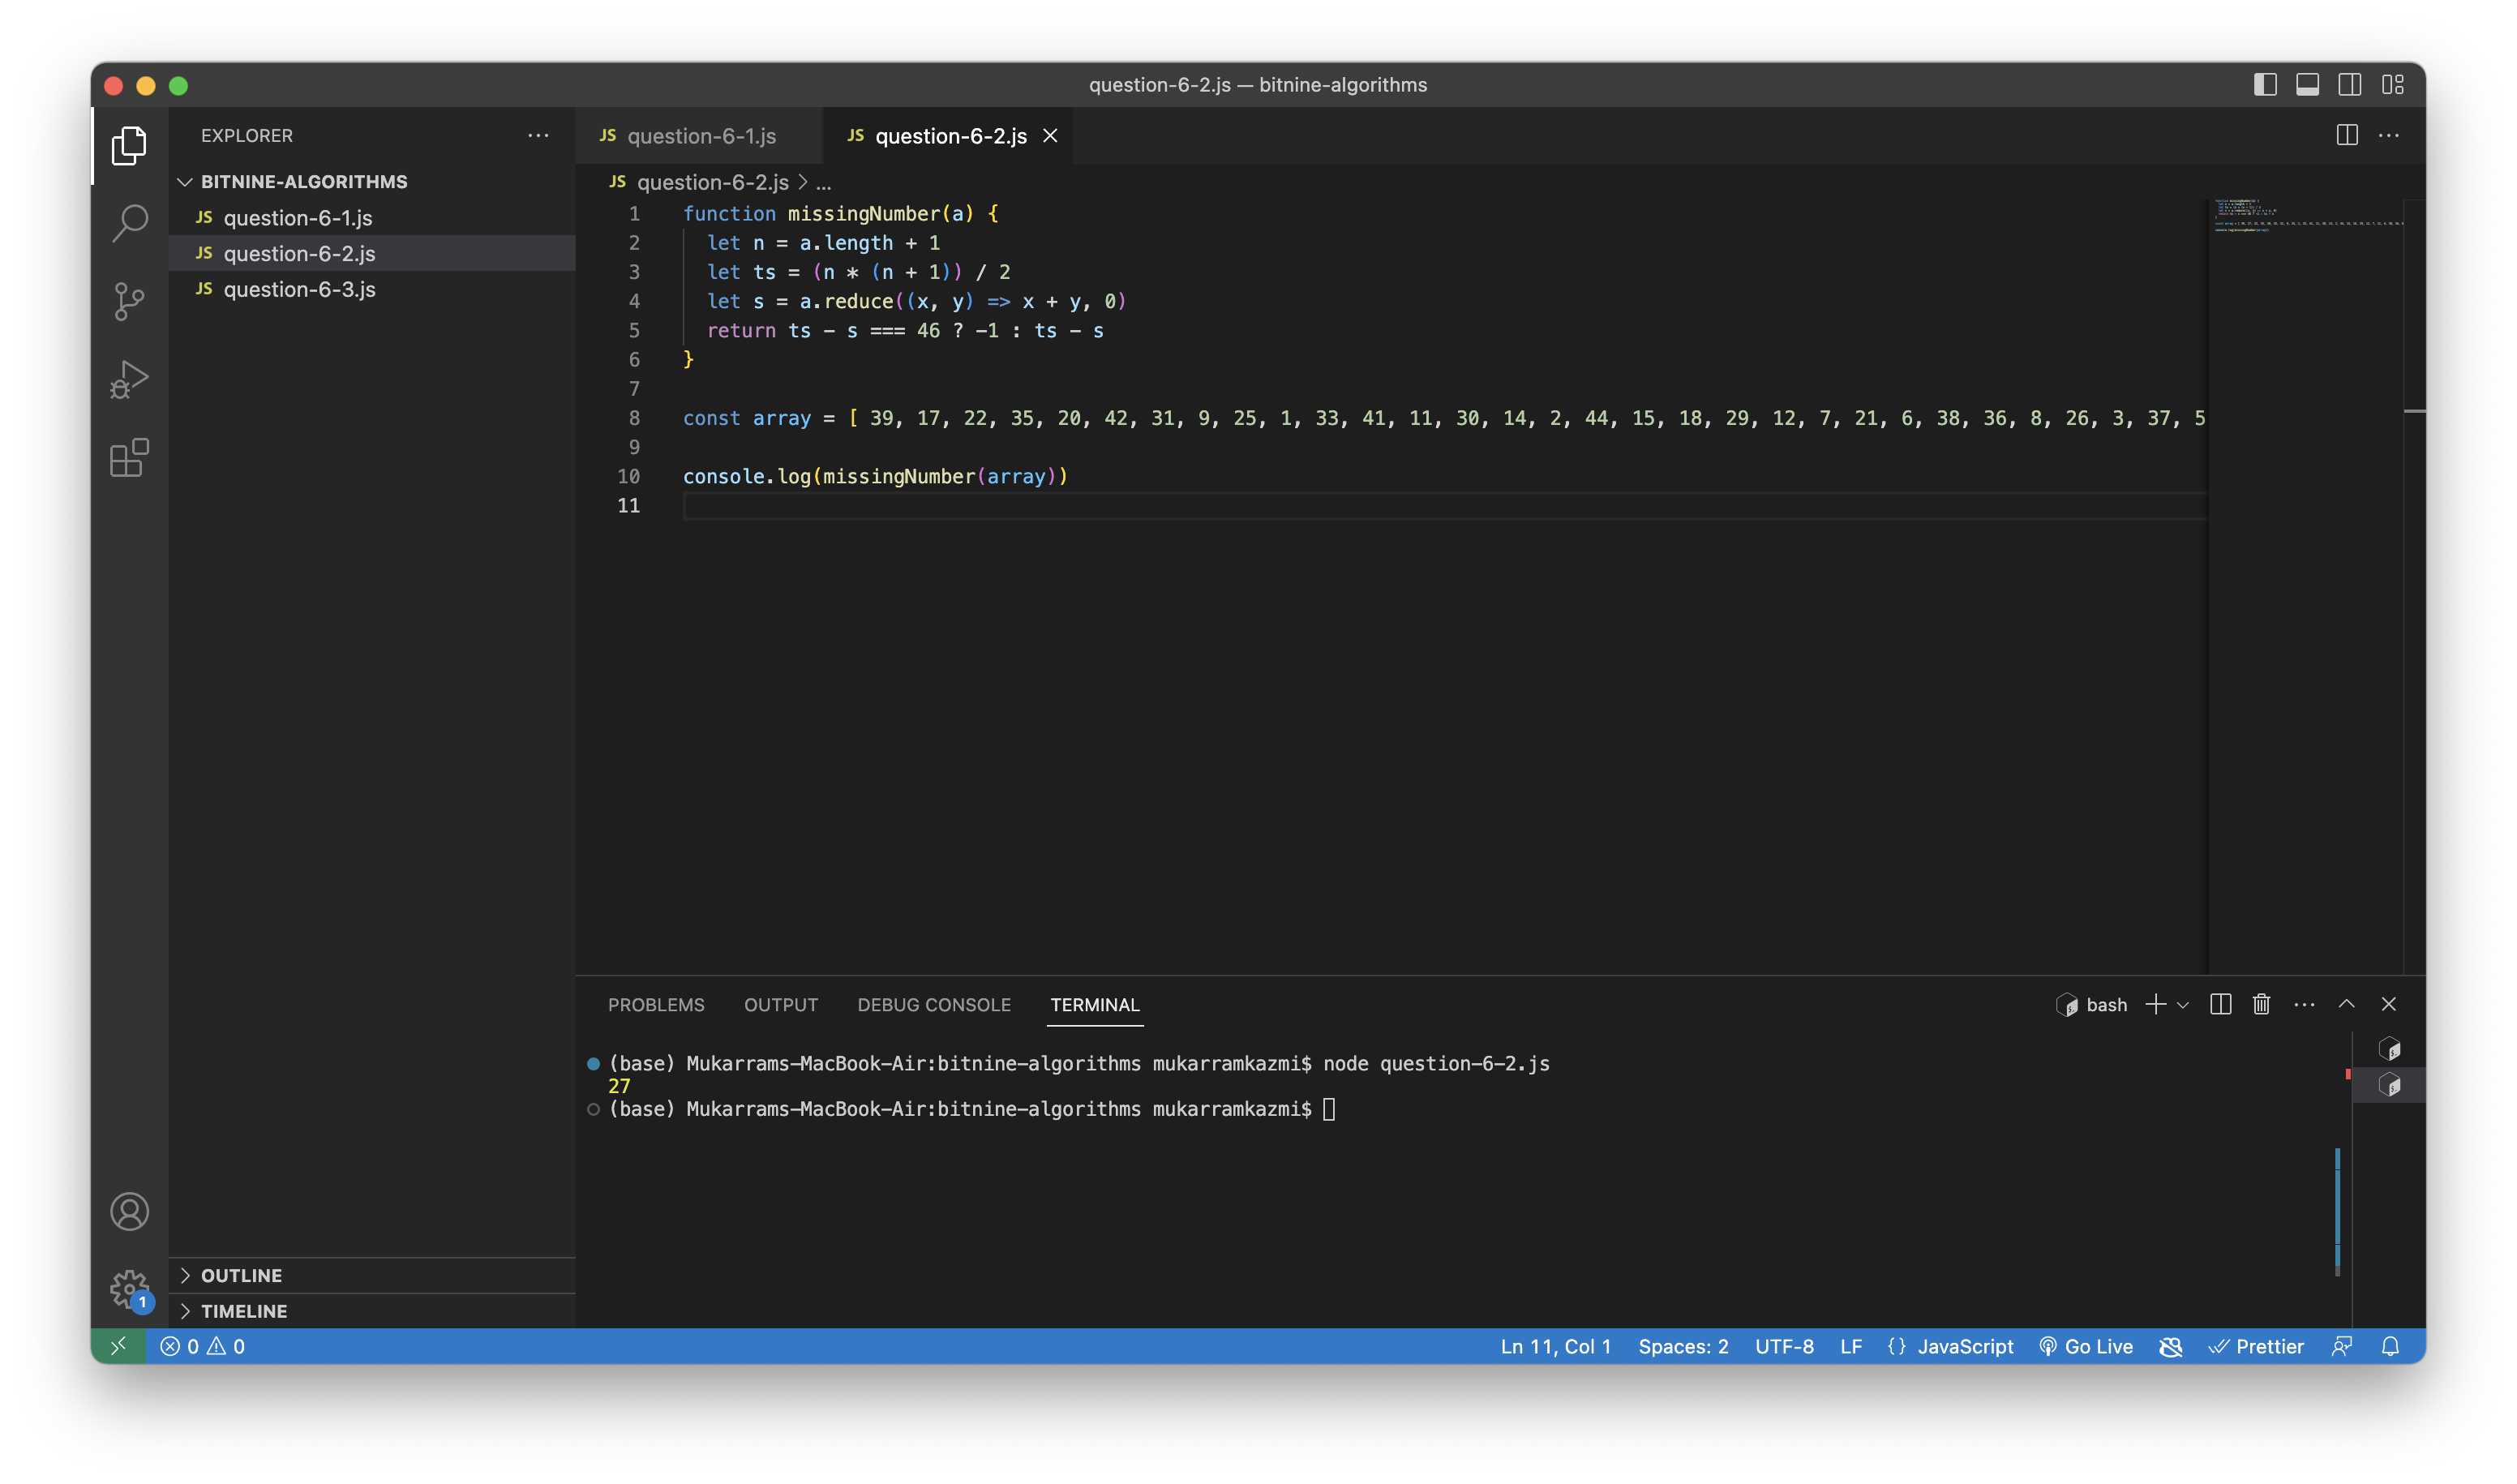 question-6-2.js — bitnine-algorithms
EXPLORER
BITNINE-ALGORITHMS
JS question-6-1.js
JS question-6-2.js
JS question-6-3.js
OUTLINE
TIMELINE
JS question-6-1.js
JS question-6-2.js
JS question-6-2.js > ...
1 function missingNumber(a) {
2   let n = a.length + 1
3   let ts = (n * (n + 1)) / 2
4   let s = a.reduce((x, y) => x + y, 0)
5   return ts - s === 46 ? -1 : ts - s
6 }
7
8 const array = [ 39, 17, 22, 35, 20, 42, 31, 9, 25, 1, 33, 41, 11, 30, 14, 2, 44, 15, 18, 29, 12, 7, 21, 6, 38, 36, 8, 26, 3, 37, 5
9
10 console.log(missingNumber(array))
11
PROBLEMS OUTPUT DEBUG CONSOLE TERMINAL
bash
(base) Mukarrams-MacBook-Air:bitnine-algorithms mukarramkazmi$ node question-6-2.js
27
(base) Mukarrams-MacBook-Air:bitnine-algorithms mukarramkazmi$
1
0 0
Ln 11, Col 1 Spaces: 2 UTF-8 LF {} JavaScript Go Live Prettier